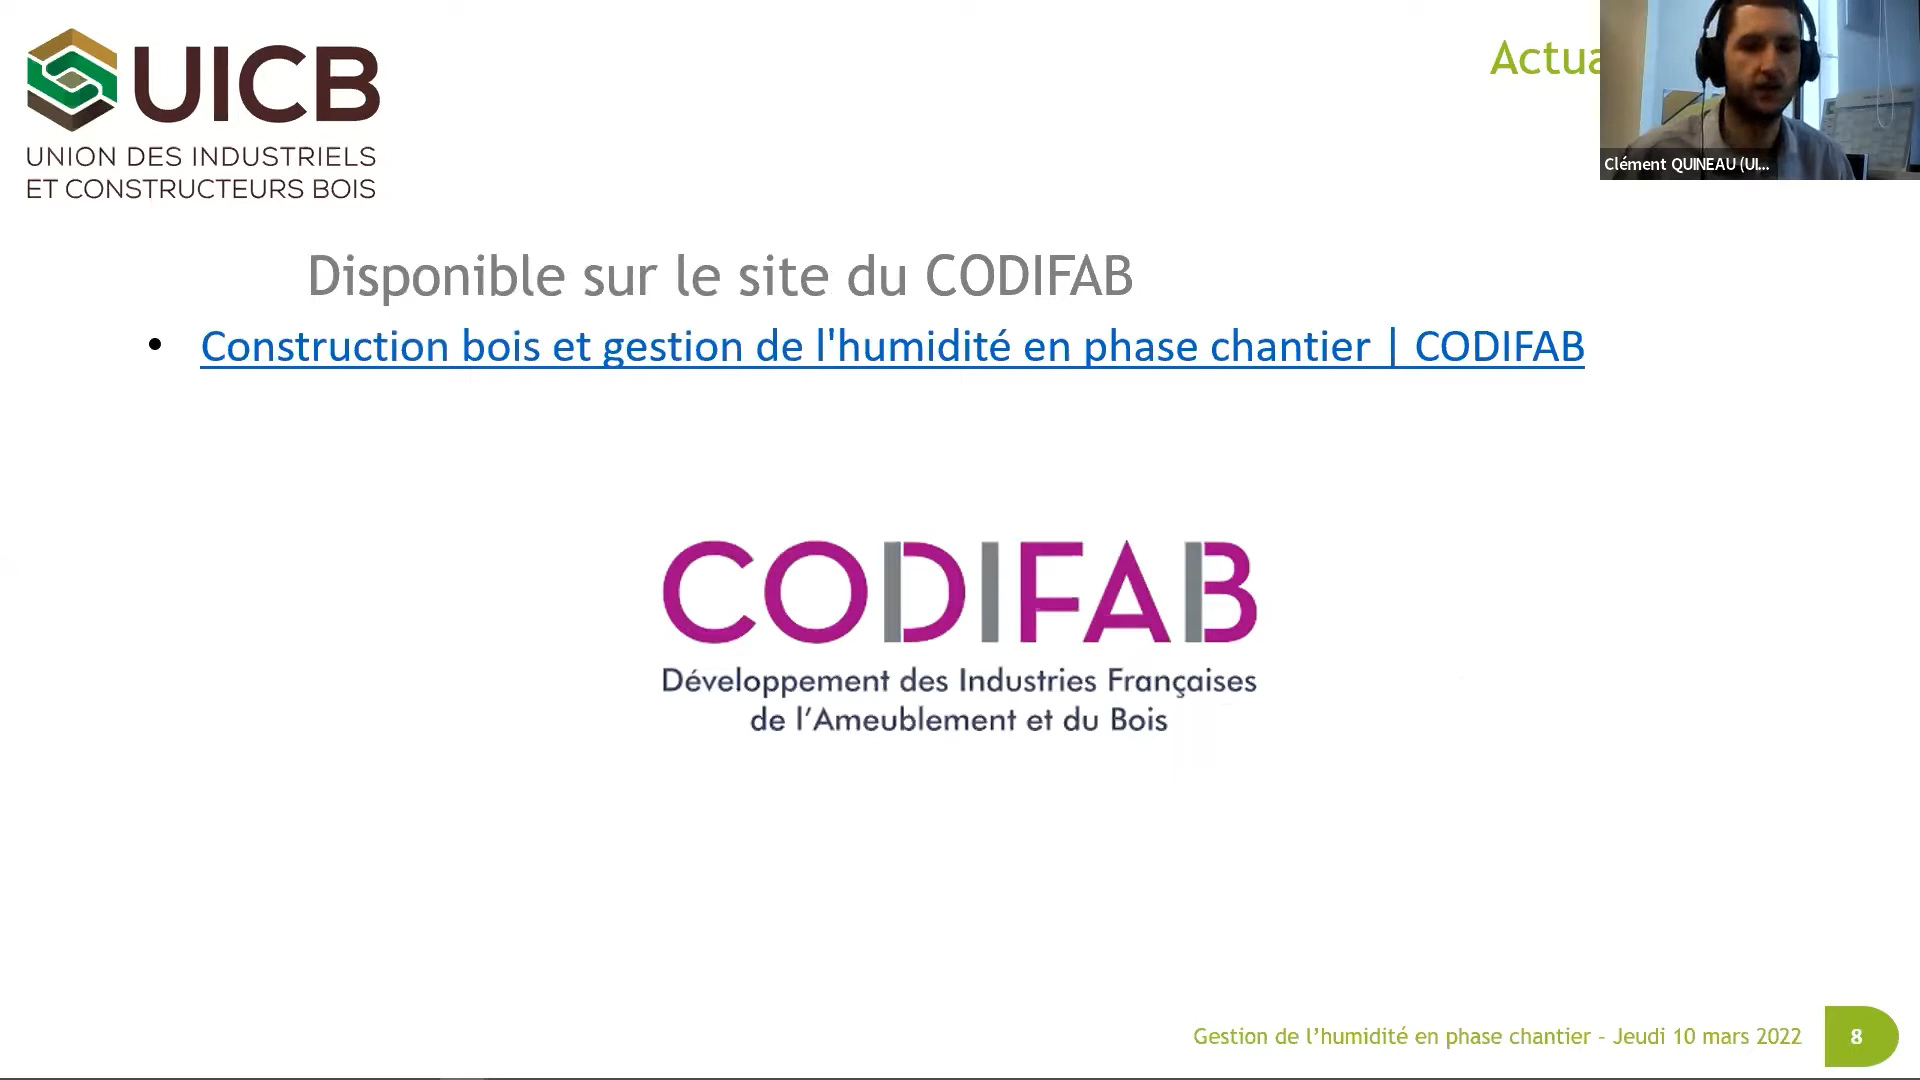 UICB
UNION DES INDUSTRIELS
ET CONSTRUCTEURS BOIS
Clément QUINEAU (UI...
Disponible sur le site du CODIFAB
• Construction bois et gestion de l'humidité en phase chantier | CODIFAB
CODIFAB
Développement des Industries Françaises
de l’Ameublement et du Bois
Gestion de l’humidité en phase chantier – Jeudi 10 mars 2022
8